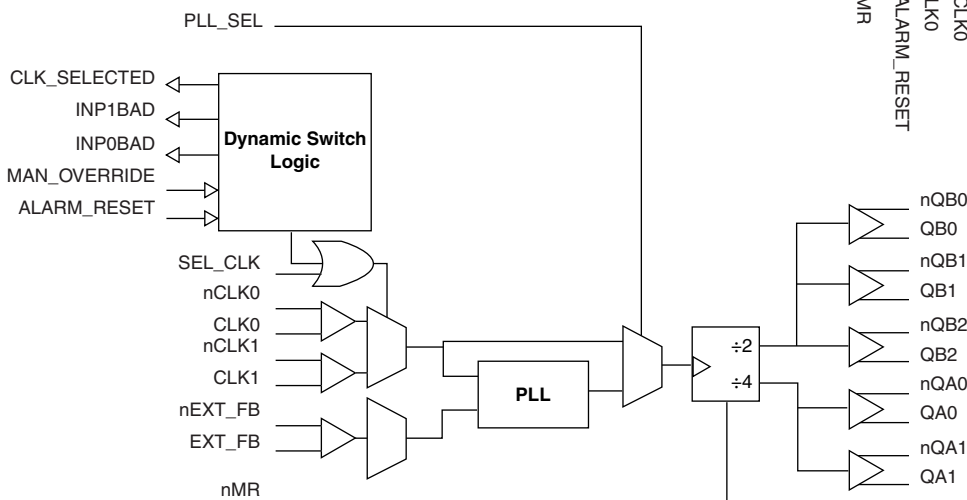 PLL_SEL
CLK_SELECTED
INP1BAD
INP0BAD
MAN_OVERRIDE
ALARM_RESET
Dynamic Switch
Logic
SEL_CLK
nCLK0
CLK0
nCLK1
CLK1
nEXT_FB
EXT_FB
nMR
PLL
÷2
÷4
nQB0
QB0
nQB1
QB1
nQB2
QB2
nQA0
QA0
nQA1
QA1
MR
ALARM_RESET
LK0
CLK0